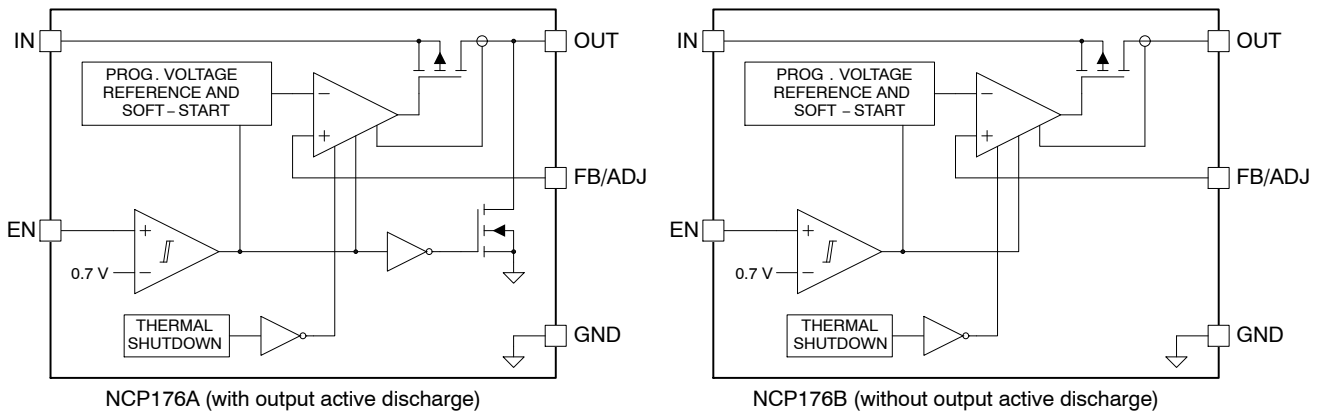 IN
OUT
PROG . VOLTAGE
REFERENCE AND
SOFT – START
−
+
FB/ADJ
EN
+
0.7 V
−
THERMAL
SHUTDOWN
GND
NCP176A (with output active discharge)
IN
OUT
PROG . VOLTAGE
REFERENCE AND
SOFT – START
−
+
FB/ADJ
EN
+
0.7 V
−
THERMAL
SHUTDOWN
GND
NCP176B (without output active discharge)